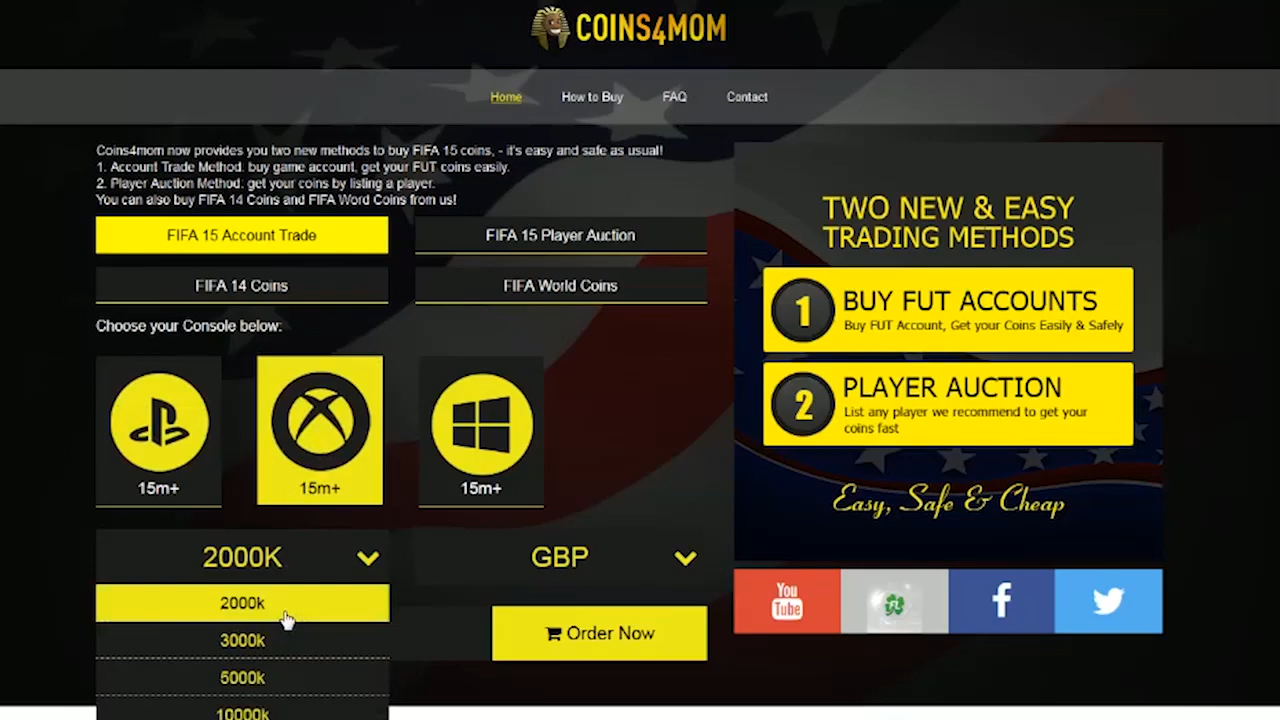 COINS4MOM
Home How to Buy FAQ Contact
Coins4mom now provides you two new methods to buy FIFA 15 coins, - it's easy and safe as usual!
1. Account Trade Method: buy game account, get your FUT coins easily.
2. Player Auction Method: get your coins by listing a player.
You can also buy FIFA 14 Coins and FIFA Word Coins from us!
FIFA 15 Account Trade
FIFA 15 Player Auction
FIFA 14 Coins
FIFA World Coins
Choose your Console below:
15m+
15m+
15m+
2000K
GBP
2000k
3000k
5000k
10000k
Order Now
TWO NEW & EASY
TRADING METHODS
1
BUY FUT ACCOUNTS
Buy FUT Account, Get your Coins Easily & Safely
2
PLAYER AUCTION
List any player we recommend to get your
coins fast
Easy, Safe & Cheap
You
Tube